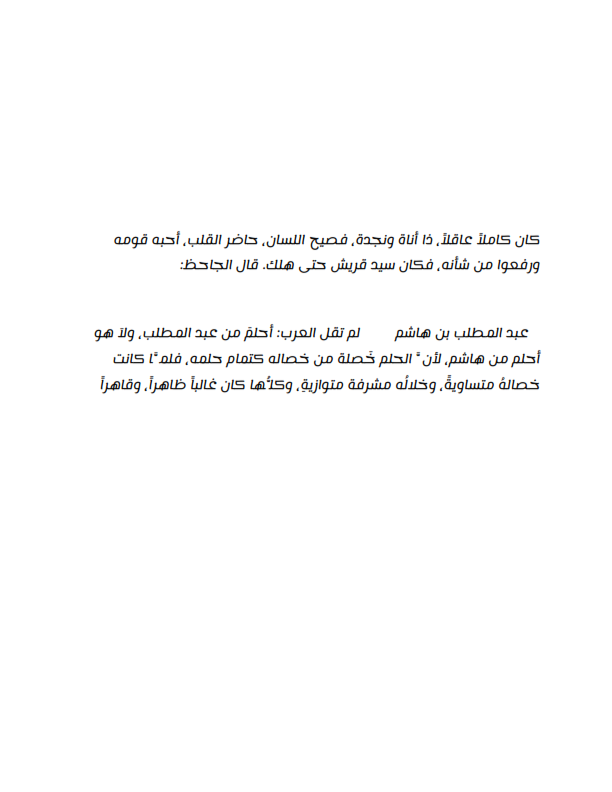 كان كاملاً عاقلاً، ذا أناة ونجدة، فصيح اللسان، حاضر القلب، أحبه قومه
ورفعوا من شأنه، فكان سيد قريش حتى هلك. قال الجاحظ:
عبد المطلب بن هاشم لم تقل العرب: أحلمَ من عبد المطلب، ولاَ هو
أحلم من هاشم، لأن َّ الحلم خَصلة من خصاله كتمام حلمه، فلمـ َّا كانت
خصالهُ متساويةً، وخلالُه مشرفة متوازيةِ، وكلـُّها كان غالباً ظاهراً، وقاهراً